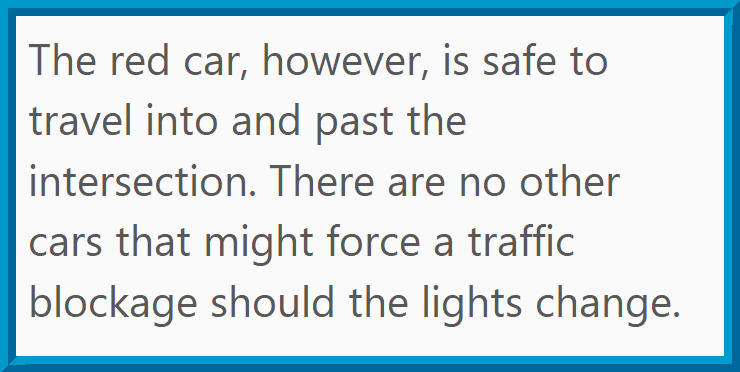 The red car, however, is safe to
travel into and past the
intersection. There are no other
cars that might force a traffic
blockage should the lights change.